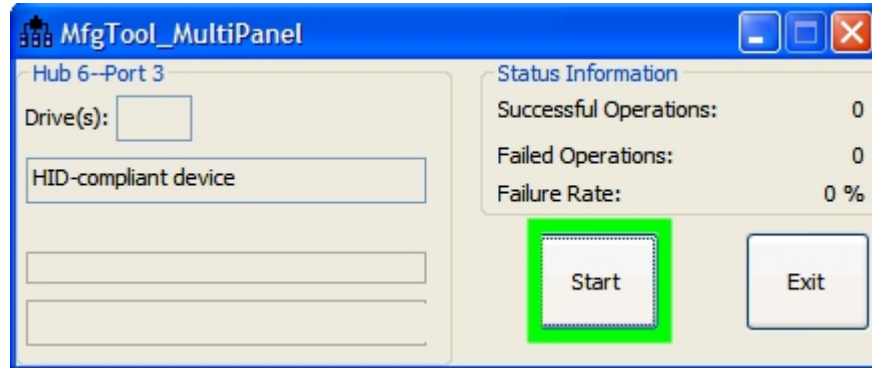 MfgTool_MultiPanel
Hub 6--Port 3
Drive(s):
HID-compliant device
Status Information
Successful Operations: 0
Failed Operations: 0
Failure Rate: 0 %
Start
Exit